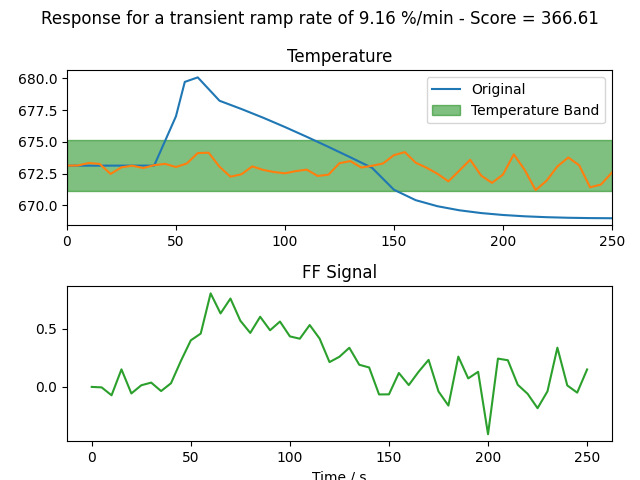 Response for a transient ramp rate of 9.16 %/min - Score = 366.61
Temperature
680.0
677.5
675.0
672.5
670.0
Original
Temperature Band
0 50 100 150 200 250
FF Signal
0.5
0.0
0 50 100 150 200 250
Time / s